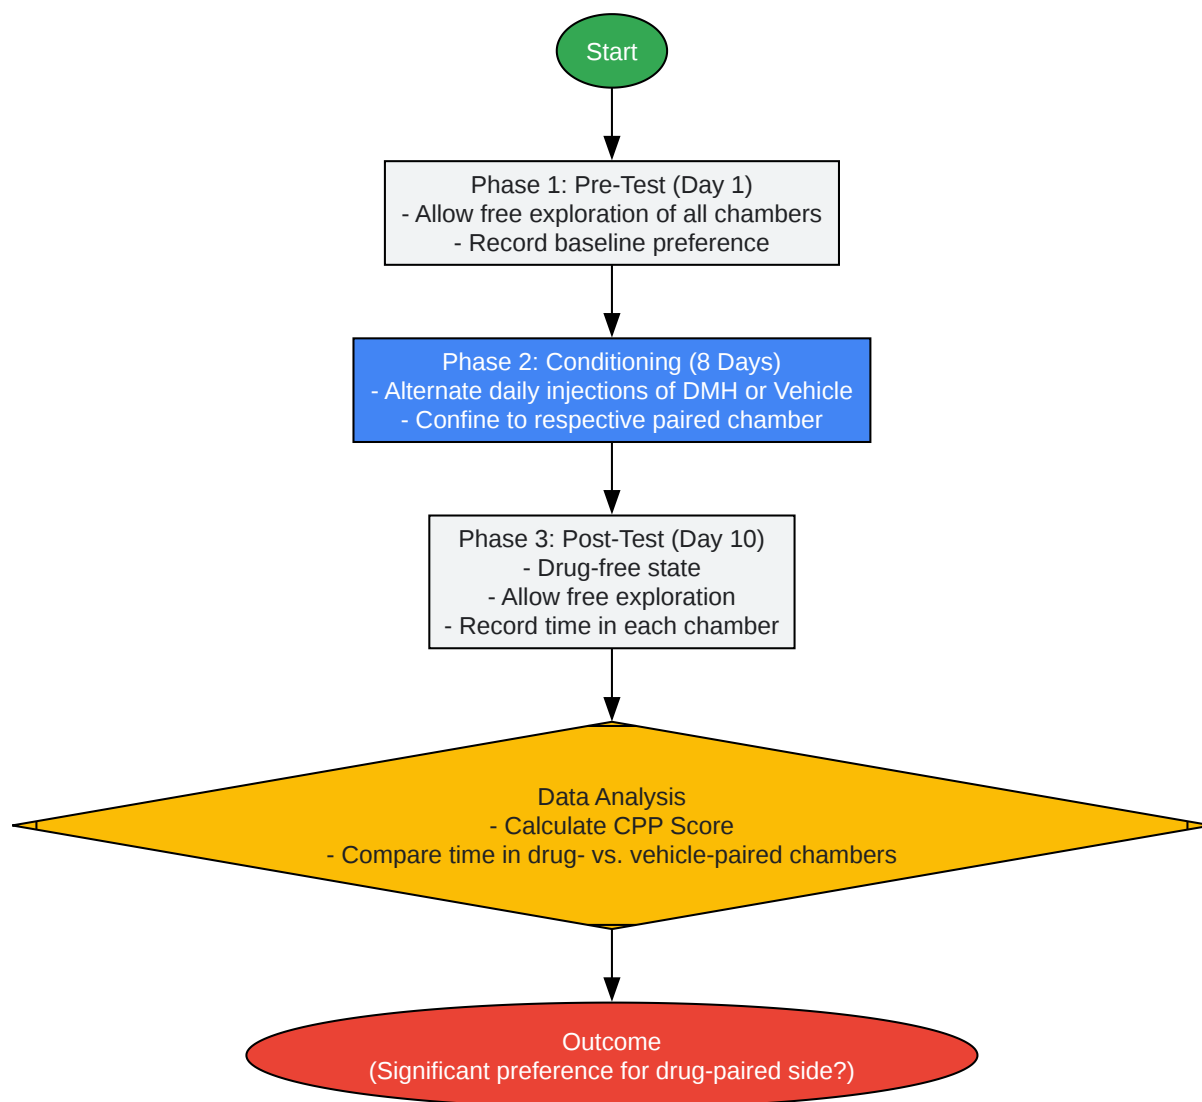 Start
Phase 1: Pre-Test (Day 1)
- Allow free exploration of all chambers
- Record baseline preference
Phase 2: Conditioning (8 Days)
- Alternate daily injections of DMH or Vehicle
- Confine to respective paired chamber
Phase 3: Post-Test (Day 10)
- Drug-free state
- Allow free exploration
- Record time in each chamber
Data Analysis
- Calculate CPP Score
- Compare time in drug- vs. vehicle-paired chambers
Outcome
(Significant preference for drug-paired side?)